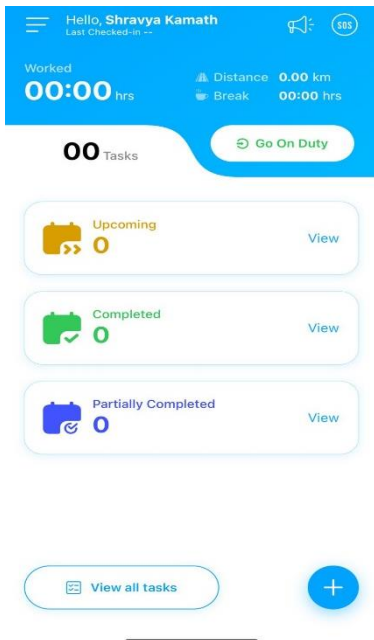 Hello, Shravya Kamath
Last Checked-in --
SOS
Worked
00:00 hrs
Distance 0.00 km
Break 00:00 hrs
00 Tasks
Go On Duty
Upcoming
0
View
Completed
0
View
Partially Completed
0
View
View all tasks
+